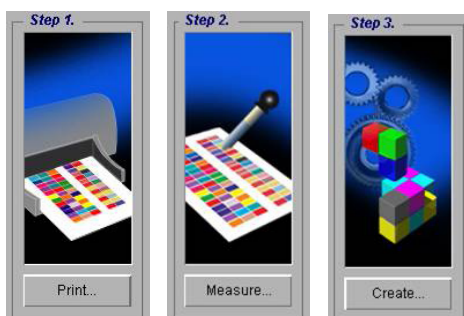 Step 1.
Print...
Step 2.
Measure...
Step 3.
Create...